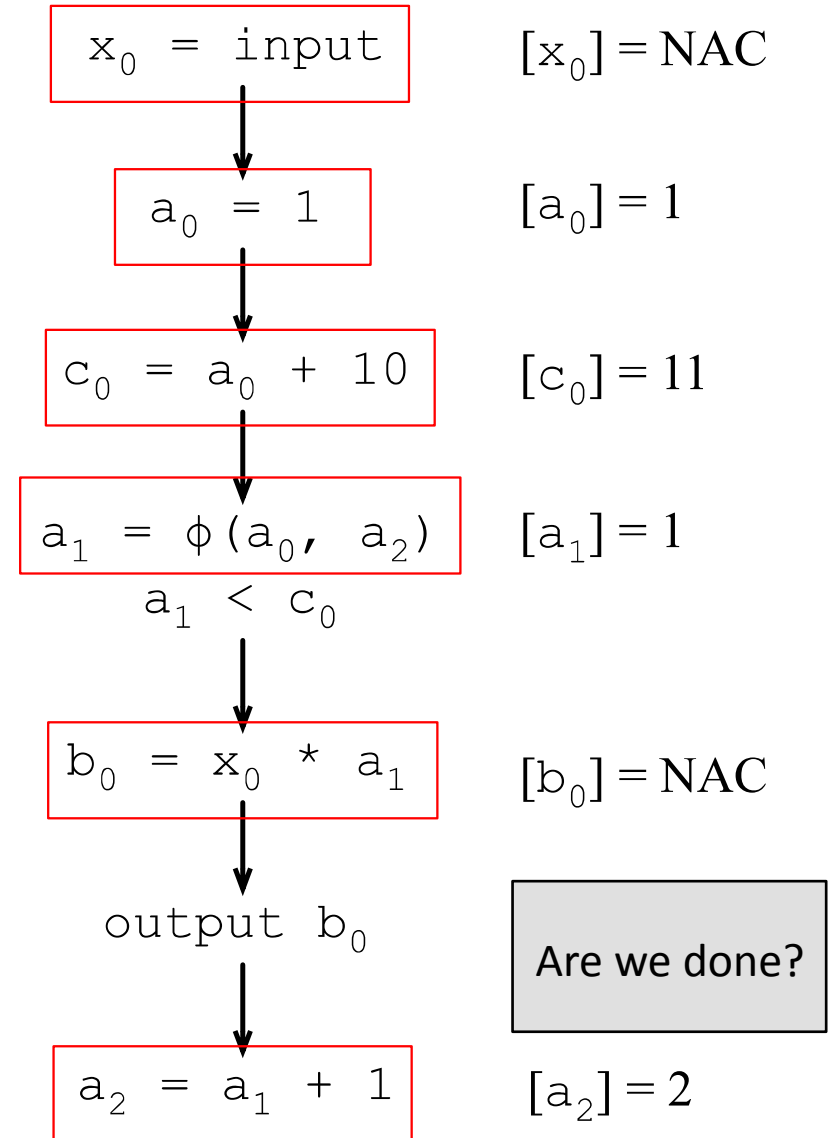 x₀ = input [x₀] = NAC
a₀ = 1 [a₀] = 1
c₀ = a₀ + 10 [c₀] = 11
a₁ = ϕ(a₀, a₂) [a₁] = 1
a₁ < c₀
b₀ = x₀ * a₁ [b₀] = NAC
output b₀
Are we done?
a₂ = a₁ + 1 [a₂] = 2